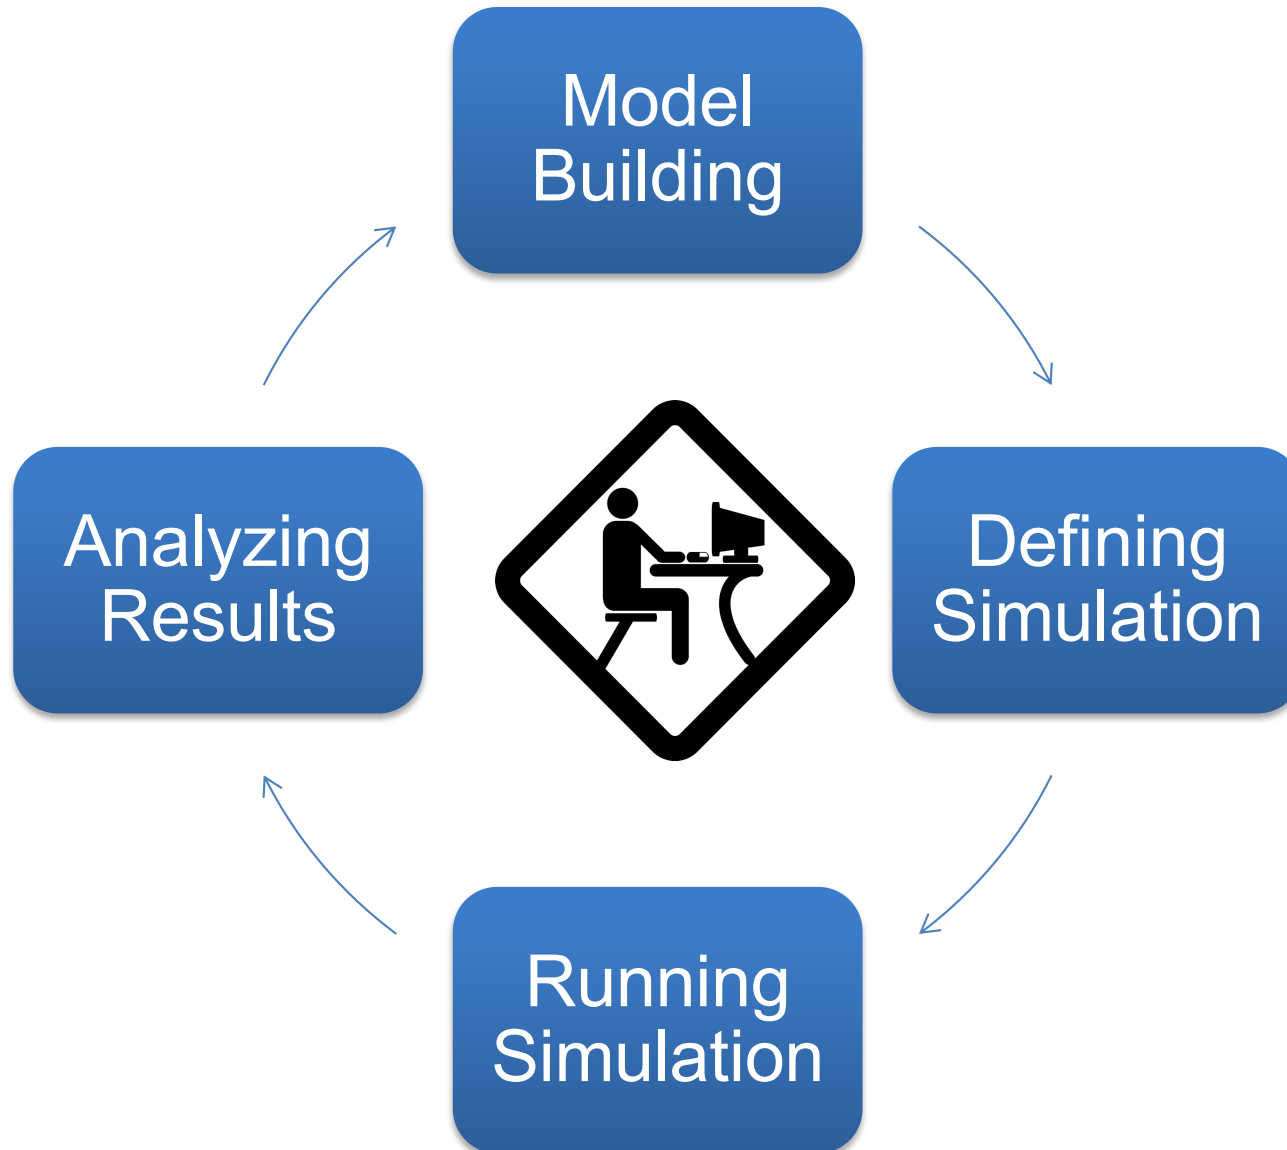 Model
Building
Defining
Simulation
Running
Simulation
Analyzing
Results